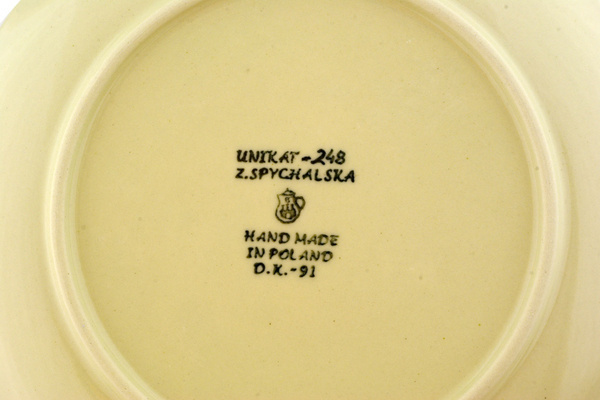 UNIKAT-248
Z.SPYCHALSKA
HAND MADE
IN POLAND
D.K.-91